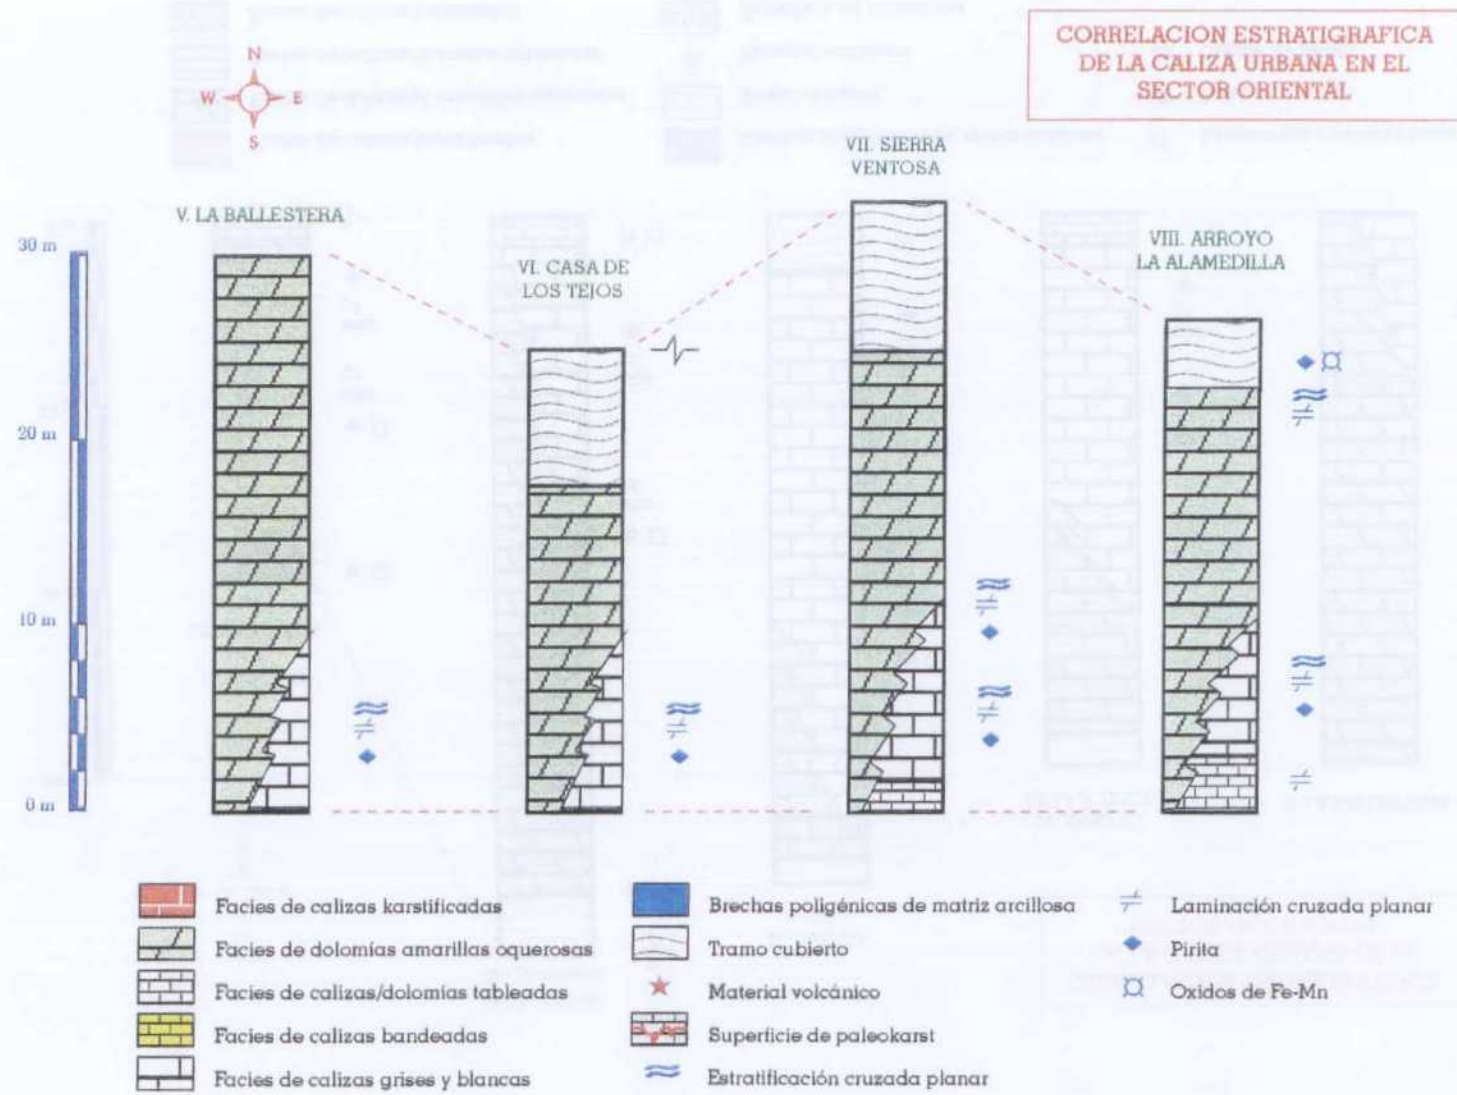 CORRELACION ESTRATIGRAFICA
DE LA CALIZA URBANA EN EL
SECTOR ORIENTAL
N
W E
S
V. LA BALLESTERA
VI. CASA DE
LOS TEJOS
VII. SIERRA
VENTOSA
VIII. ARROYO
LA ALAMEDILLA
30 m
20 m
10 m
0 m
Facies de calizas karstificadas
Facies de dolomías amarillas oquerosas
Facies de calizas/dolomías tableadas
Facies de calizas bandeadas
Facies de calizas grises y blancas
Brechas poligénicas de matriz arcillosa
Tramo cubierto
Material volcánico
Superficie de paleokarst
Estratificación cruzada planar
Laminación cruzada planar
Pirita
Oxidos de Fe-Mn